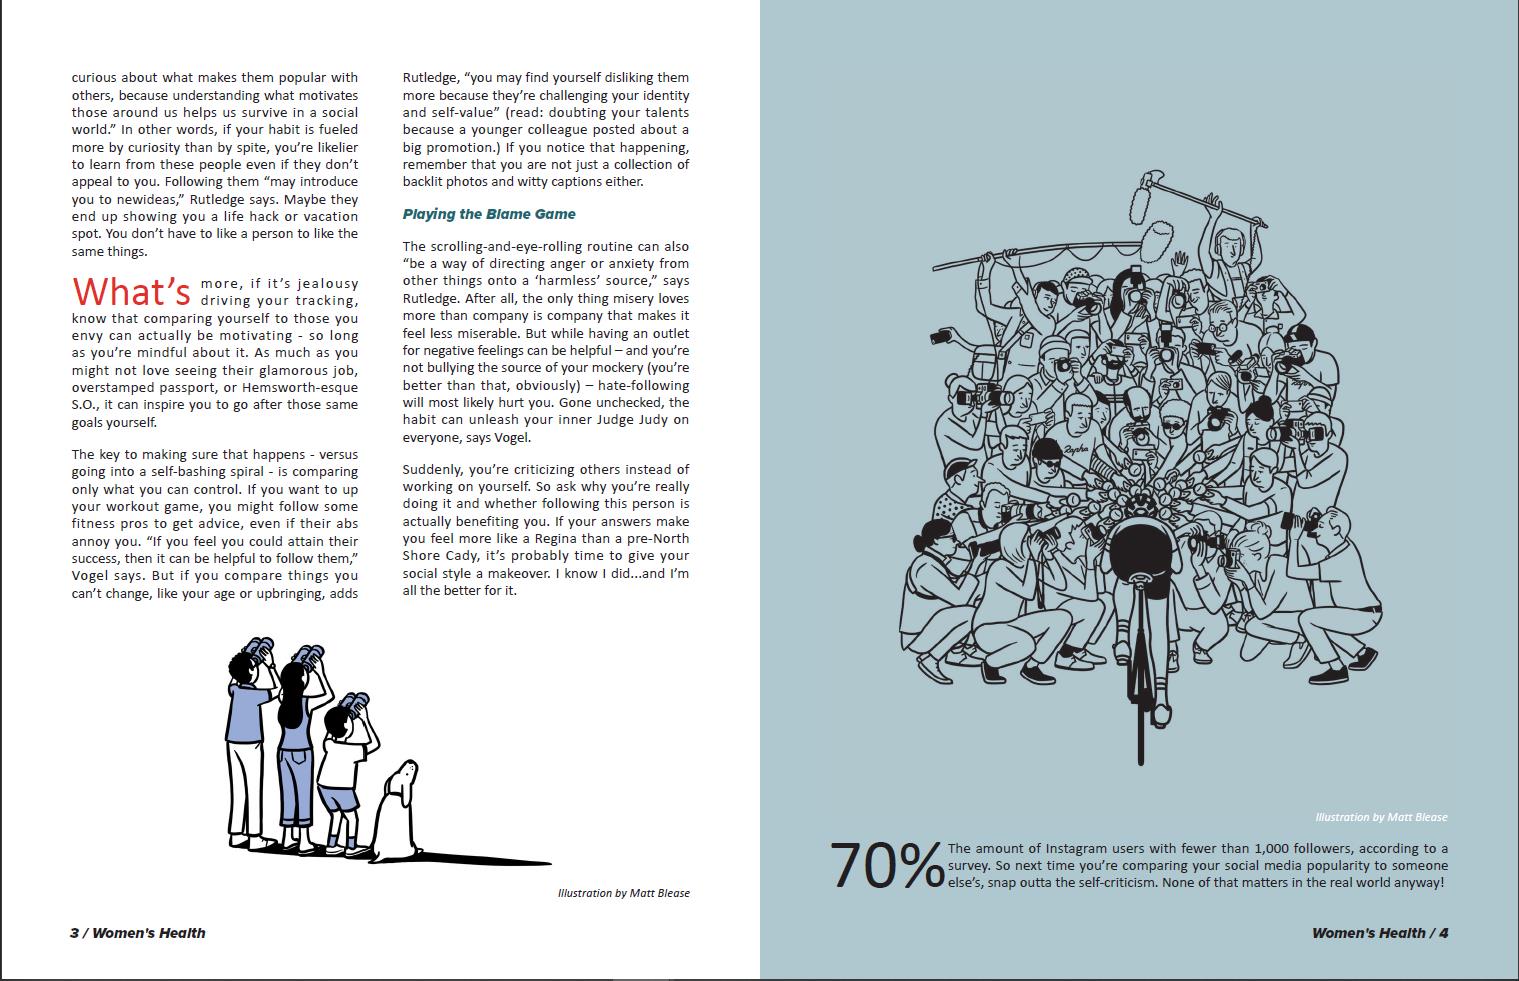 curious about what makes them popular with
others, because understanding what motivates
those around us helps us survive in a social
world.” In other words, if your habit is fueled
more by curiosity than by spite, you’re likelier
to learn from these people even if they don’t
appeal to you. Following them “may introduce
you to newideas,” Rutledge says. Maybe they
end up showing you a life hack or vacation
spot. You don’t have to like a person to like the
same things.
What’s more, if it’s jealousy
driving your tracking,
know that comparing yourself to those you
envy can actually be motivating - so long
as you’re mindful about it. As much as you
might not love seeing their glamorous job,
overstamped passport, or Hemsworth-esque
S.O., it can inspire you to go after those same
goals yourself.
The key to making sure that happens - versus
going into a self-bashing spiral - is comparing
only what you can control. If you want to up
your workout game, you might follow some
fitness pros to get advice, even if their abs
annoy you. “If you feel you could attain their
success, then it can be helpful to follow them,”
Vogel says. But if you compare things you
can’t change, like your age or upbringing, adds
Rutledge, “you may find yourself disliking them
more because they’re challenging your identity
and self-value” (read: doubting your talents
because a younger colleague posted about a
big promotion.) If you notice that happening,
remember that you are not just a collection of
backlit photos and witty captions either.
Playing the Blame Game
The scrolling-and-eye-rolling routine can also
“be a way of directing anger or anxiety from
other things onto a ‘harmless’ source,” says
Rutledge. After all, the only thing misery loves
more than company is company that makes it
feel less miserable. But while having an outlet
for negative feelings can be helpful – and you’re
not bullying the source of your mockery (you’re
better than that, obviously) – hate-following
will most likely hurt you. Gone unchecked, the
habit can unleash your inner Judge Judy on
everyone, says Vogel.
Suddenly, you’re criticizing others instead of
working on yourself. So ask why you’re really
doing it and whether following this person is
actually benefiting you. If your answers make
you feel more like a Regina than a pre-North
Shore Cady, it’s probably time to give your
social style a makeover. I know I did...and I’m
all the better for it.
Illustration by Matt Blease
3 / Women's Health
Rapha
Rapha
Illustration by Matt Blease
70% The amount of Instagram users with fewer than 1,000 followers, according to a
survey. So next time you’re comparing your social media popularity to someone
else’s, snap outta the self-criticism. None of that matters in the real world anyway!
Women's Health / 4